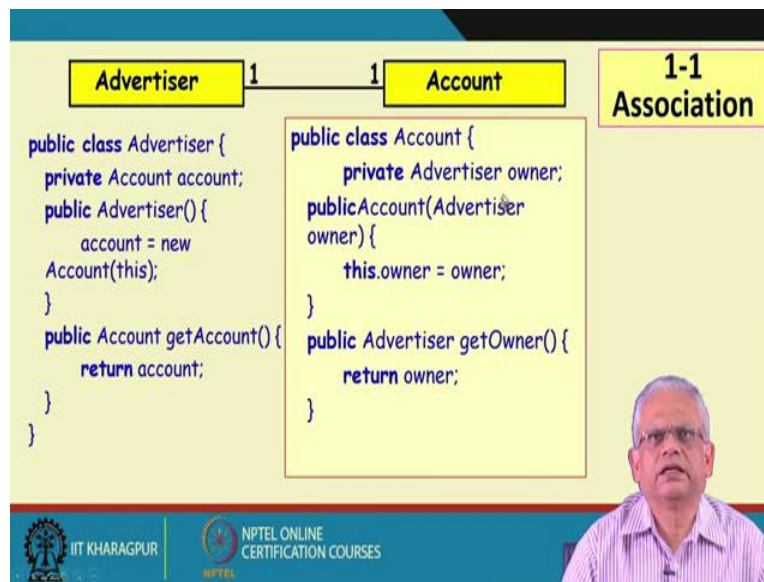 Advertiser 1 1 Account
1-1
Association
public class Advertiser {
private Account account;
public Advertiser() {
account = new
Account(this);
}
public Account getAccount() {
return account;
}
}
public class Account {
private Advertiser owner;
publicAccount(Advertiser
owner) {
this.owner = owner;
}
public Advertiser getOwner() {
return owner;
}
IIT KHARAGPUR
NPTEL
NPTEL ONLINE
CERTIFICATION COURSES